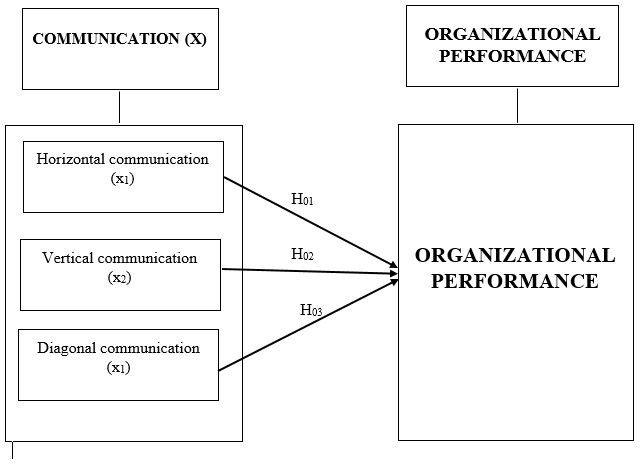 COMMUNICATION (X)
ORGANIZATIONAL
PERFORMANCE
Horizontal communication
(x₁)
H₀₁
Vertical communication
(x₂)
H₀₂
Diagonal communication
(x₁)
H₀₃
ORGANIZATIONAL
PERFORMANCE